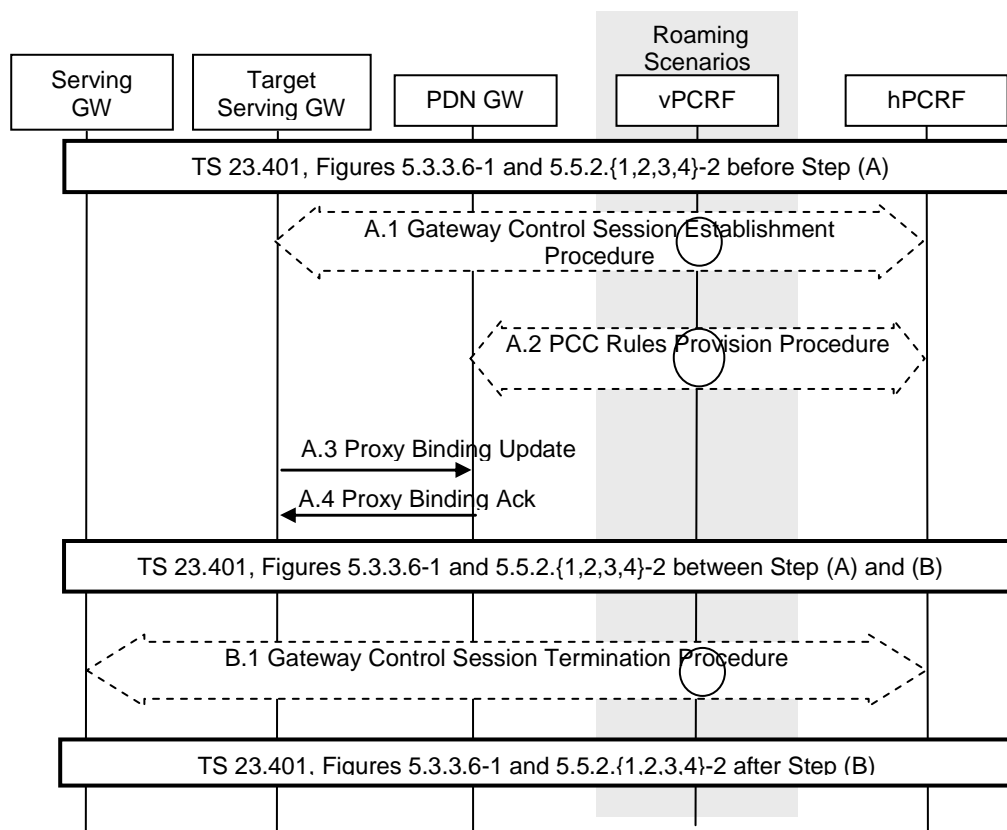 Roaming
Scenarios
Serving
GW
Target
Serving GW
PDN GW
vPCRF
hPCRF
TS 23.401, Figures 5.3.3.6-1 and 5.5.2.{1,2,3,4}-2 before Step (A)
A.1 Gateway Control Session Establishment
Procedure
A.2 PCC Rules Provision Procedure
A.3 Proxy Binding Update
A.4 Proxy Binding Ack
TS 23.401, Figures 5.3.3.6-1 and 5.5.2.{1,2,3,4}-2 between Step (A) and (B)
B.1 Gateway Control Session Termination Procedure
TS 23.401, Figures 5.3.3.6-1 and 5.5.2.{1,2,3,4}-2 after Step (B)